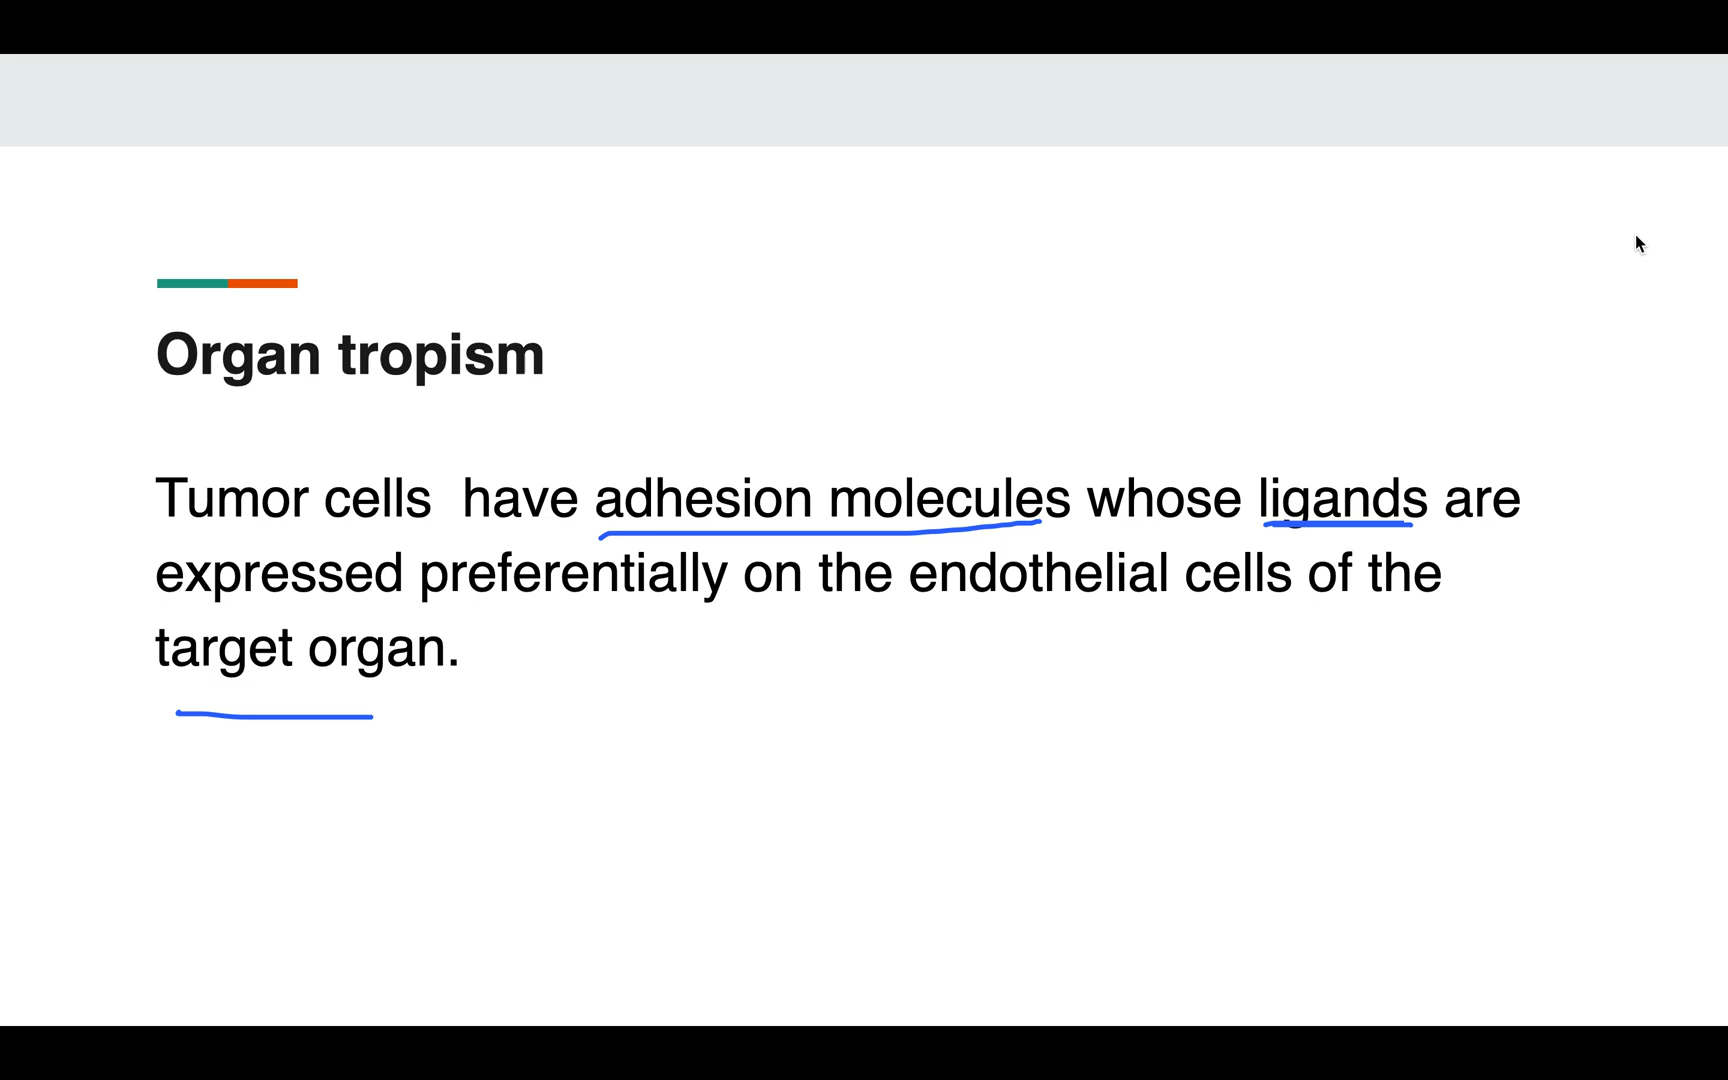 Organ tropism
Tumor cells  have adhesion molecules whose ligands are
expressed preferentially on the endothelial cells of the
target organ.